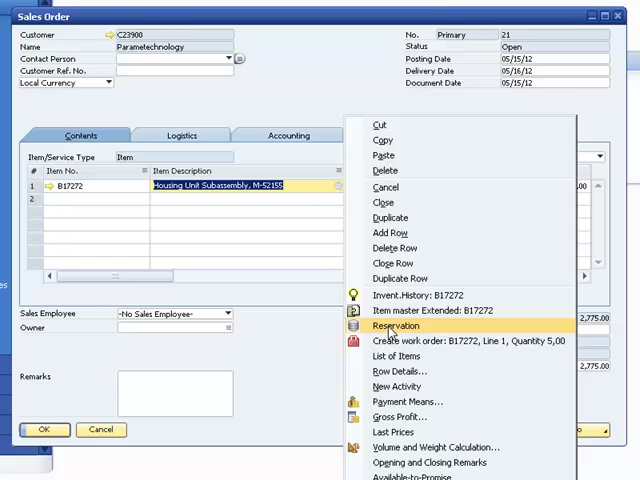 Sales Order
Customer C23900 No. Primary 21
Name Parametechnology Status Open
Contact Person Posting Date 05/15/12
Customer Ref. No. Delivery Date 05/16/12
Local Currency Document Date 05/15/12
Contents Logistics Accounting
Item/Service Type Item
# Item No. Item Description
1 B17272 Housing Unit Subassembly, M-52155
2
Sales Employee -No Sales Employee- 2,775.00
Owner
2,775.00
Remarks
OK Cancel
Cut
Copy
Paste
Delete
Cancel
Close
Duplicate
Add Row
Delete Row
Close Row
Duplicate Row
Invent.History: B17272
Item master Extended: B17272
Reservation
Create work order: B17272, Line 1, Quantity 5,00
List of Items
Row Details...
New Activity
Payment Means...
Gross Profit...
Last Prices
Volume and Weight Calculation...
Opening and Closing Remarks
Available-to-Promise